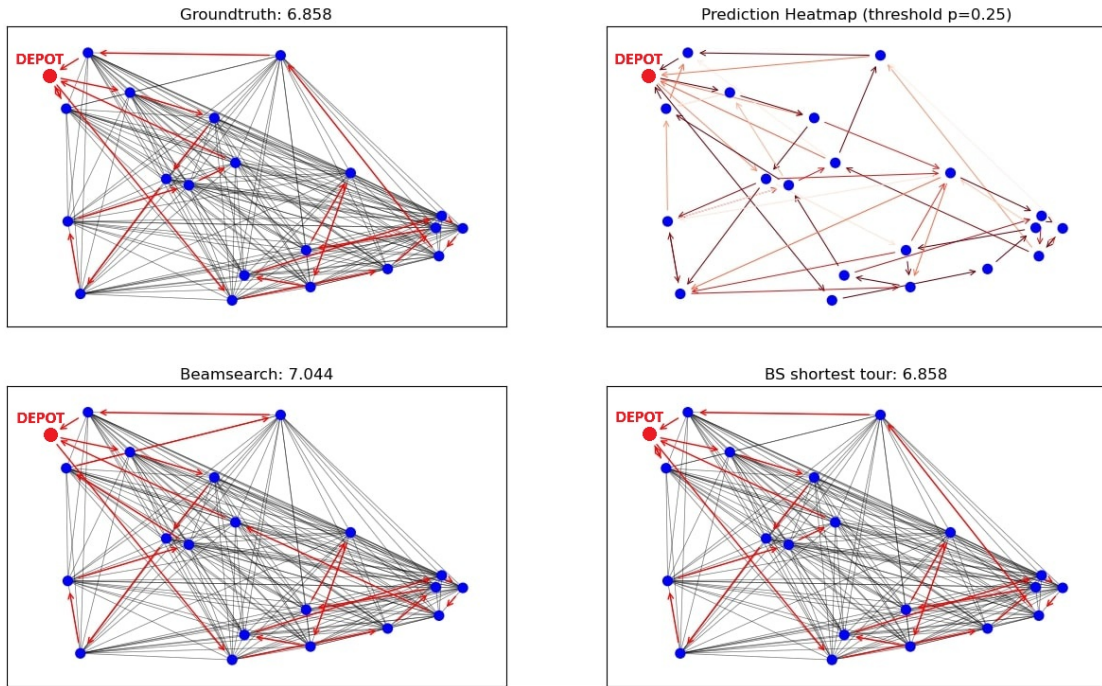 Groundtruth: 6.858
Prediction Heatmap (threshold p=0.25)
DEPOT
DEPOT
Beamsearch: 7.044
BS shortest tour: 6.858
DEPOT
DEPOT